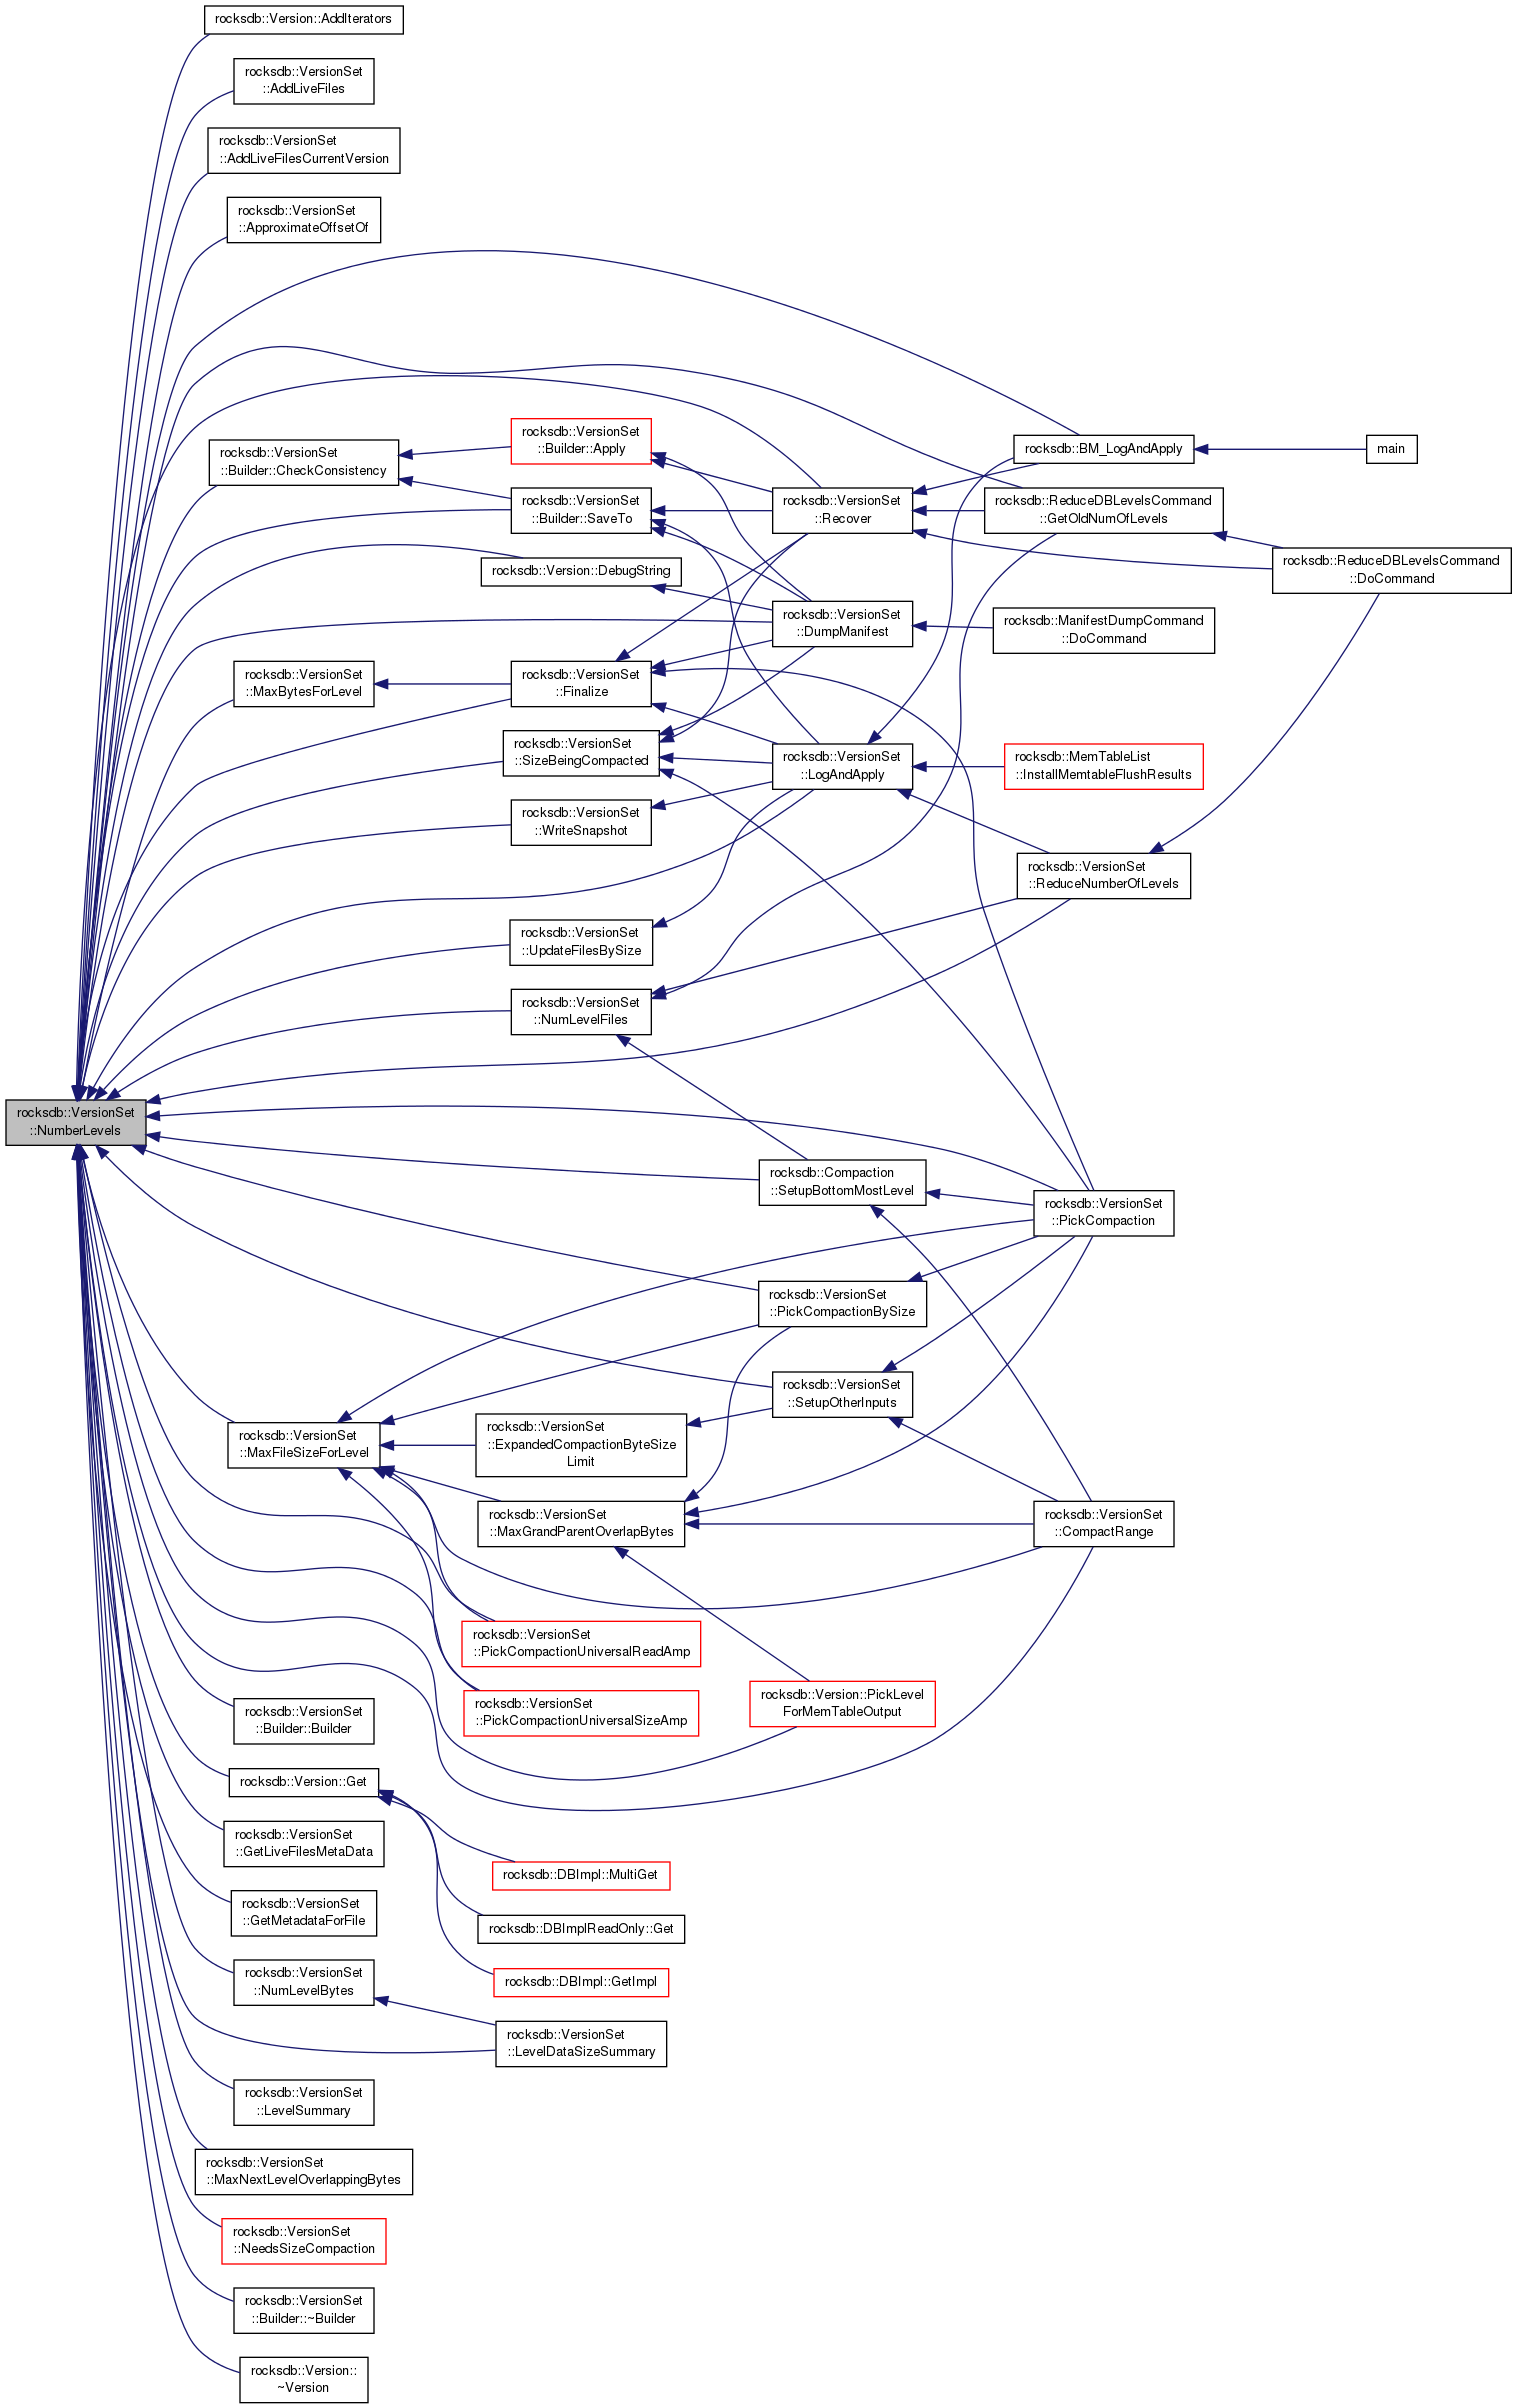 rocksdb::Version::AddIterators
rocksdb::VersionSet
::AddLiveFiles
rocksdb::VersionSet
::AddLiveFilesCurrentVersion
rocksdb::VersionSet
::ApproximateOffsetOf
rocksdb::VersionSet
::Builder::Apply
rocksdb::BM_LogAndApply
main
rocksdb::VersionSet
::Builder::CheckConsistency
rocksdb::VersionSet
::Builder::SaveTo
rocksdb::VersionSet
::Recover
rocksdb::ReduceDBLevelsCommand
::GetOldNumOfLevels
rocksdb::Version::DebugString
rocksdb::ReduceDBLevelsCommand
::DoCommand
rocksdb::VersionSet
::DumpManifest
rocksdb::ManifestDumpCommand
::DoCommand
rocksdb::VersionSet
::MaxBytesForLevel
rocksdb::VersionSet
::Finalize
rocksdb::VersionSet
::SizeBeingCompacted
rocksdb::VersionSet
::LogAndApply
rocksdb::MemTableList
::InstallMemtableFlushResults
rocksdb::VersionSet
::WriteSnapshot
rocksdb::VersionSet
::ReduceNumberOfLevels
rocksdb::VersionSet
::UpdateFilesBySize
rocksdb::VersionSet
::NumLevelFiles
rocksdb::VersionSet
::NumberLevels
rocksdb::Compaction
::SetupBottomMostLevel
rocksdb::VersionSet
::PickCompaction
rocksdb::VersionSet
::PickCompactionBySize
rocksdb::VersionSet
::SetupOtherInputs
rocksdb::VersionSet
::MaxFileSizeForLevel
rocksdb::VersionSet
::ExpandedCompactionByteSize
Limit
rocksdb::VersionSet
::MaxGrandParentOverlapBytes
rocksdb::VersionSet
::CompactRange
rocksdb::VersionSet
::PickCompactionUniversalReadAmp
rocksdb::VersionSet
::PickCompactionUniversalSizeAmp
rocksdb::Version::PickLevel
ForMemTableOutput
rocksdb::VersionSet
::Builder::Builder
rocksdb::Version::Get
rocksdb::VersionSet
::GetLiveFilesMetaData
rocksdb::DBImpl::MultiGet
rocksdb::VersionSet
::GetMetadataForFile
rocksdb::DBImplReadOnly::Get
rocksdb::VersionSet
::NumLevelBytes
rocksdb::DBImpl::GetImpl
rocksdb::VersionSet
::LevelDataSizeSummary
rocksdb::VersionSet
::LevelSummary
rocksdb::VersionSet
::MaxNextLevelOverlappingBytes
rocksdb::VersionSet
::NeedsSizeCompaction
rocksdb::VersionSet
::Builder::~Builder
rocksdb::Version::
~Version